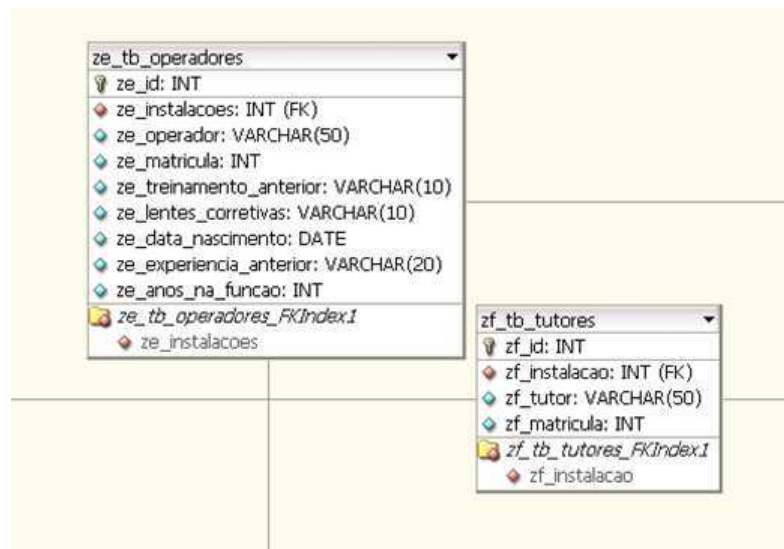 ze_tb_operadores
ze_id: INT
ze_instalacoes: INT (FK)
ze_operador: VARCHAR(50)
ze_matricula: INT
ze_treinamento_anterior: VARCHAR(10)
ze_lentes_corretivas: VARCHAR(10)
ze_data_nascimento: DATE
ze_experiencia_anterior: VARCHAR(20)
ze_anos_na_funcao: INT
ze_tb_operadores_FKIndex1
ze_instalacoes
zf_tb_tutores
zf_id: INT
zf_instalacao: INT (FK)
zf_tutor: VARCHAR(50)
zf_matricula: INT
zf_tb_tutores_FKIndex1
zf_instalacao